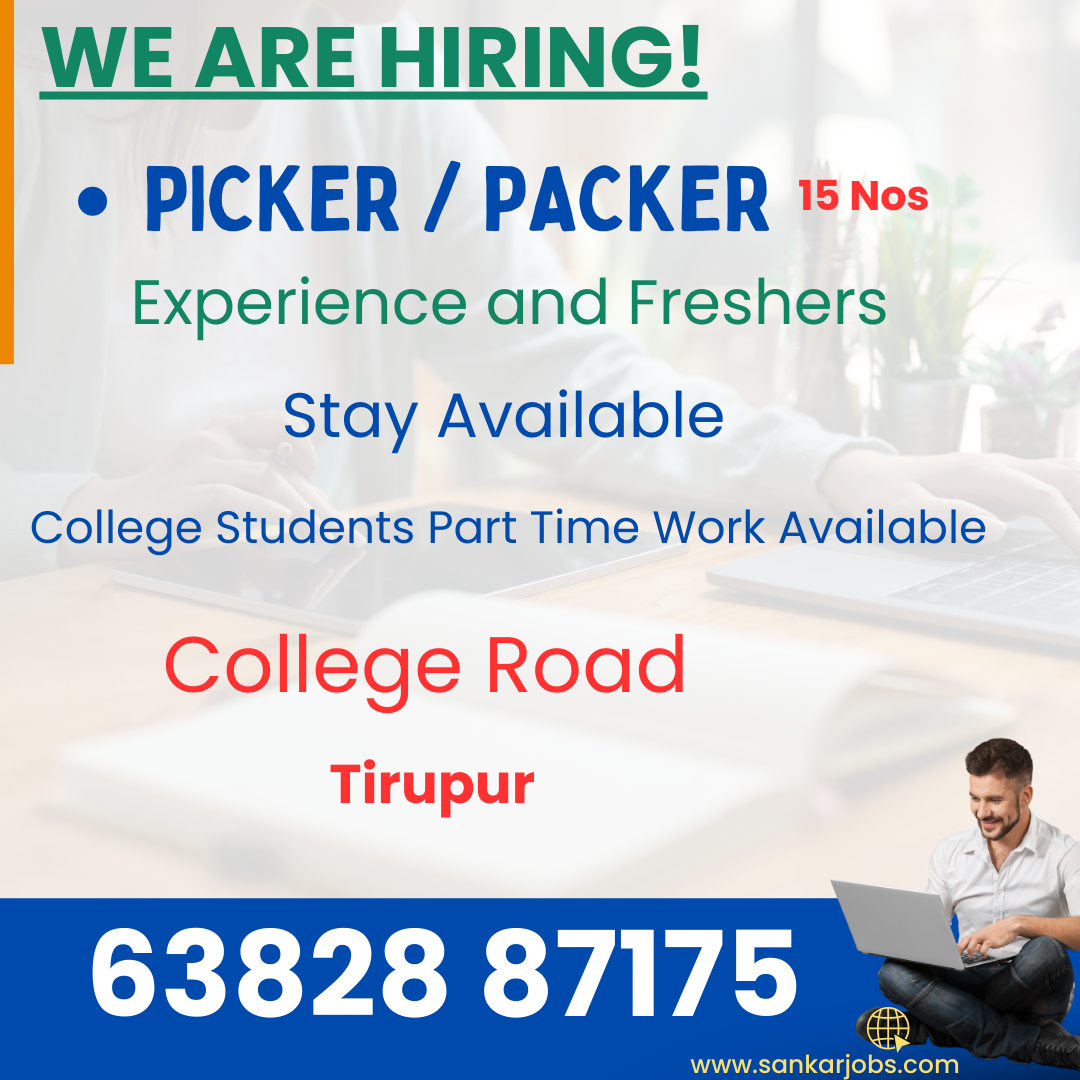 WE ARE HIRING!
• PICKER / PACKER 15 Nos
Experience and Freshers
Stay Available
College Students Part Time Work Available
College Road
Tirupur
63828 87175
www.sankarjobs.com